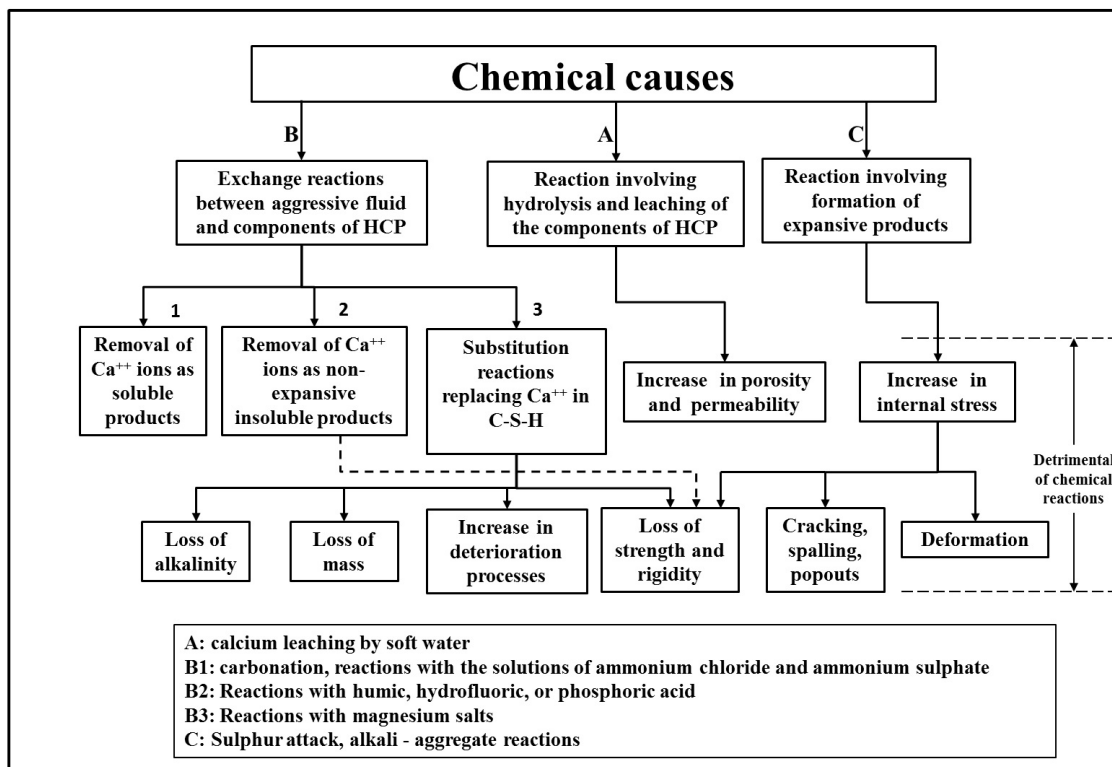 Chemical causes
B
A
C
Exchange reactions
between aggressive fluid
and components of HCP
Reaction involving
hydrolysis and leaching of
the components of HCP
Reaction involving
formation of
expansive products
1
2
3
Removal of
Ca⁺⁺ ions as
soluble
products
Removal of Ca⁺⁺
ions as non-
expansive
insoluble products
Substitution
reactions
replacing Ca⁺⁺ in
C-S-H
Increase in porosity
and permeability
Increase in
internal stress
Detrimental
of chemical
reactions
Loss of
alkalinity
Loss of
mass
Increase in
deterioration
processes
Loss of
strength and
rigidity
Cracking,
spalling,
popouts
Deformation
A: calcium leaching by soft water
B1: carbonation, reactions with the solutions of ammonium chloride and ammonium sulphate
B2: Reactions with humic, hydrofluoric, or phosphoric acid
B3: Reactions with magnesium salts
C: Sulphur attack, alkali - aggregate reactions